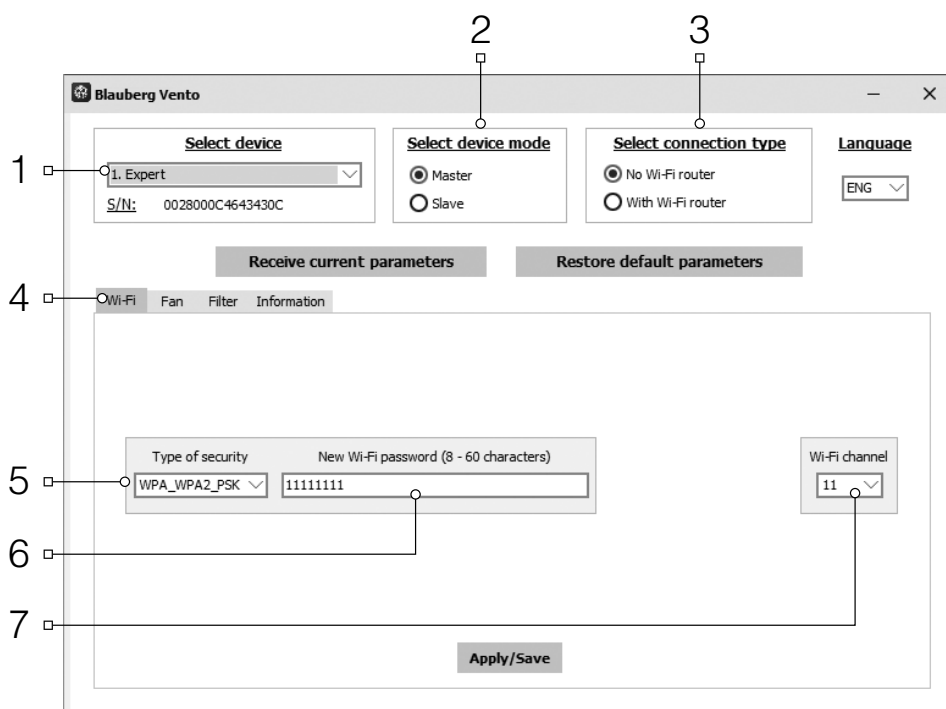 2
3
Blauberg Vento
Select device
Select device mode
Select connection type
Language
1
1. Expert
Master
No Wi-Fi router
ENG
S/N: 0028000C4643430C
Slave
With Wi-Fi router
Receive current parameters
Restore default parameters
4
Wi-Fi Fan Filter Information
Type of security
New Wi-Fi password (8 - 60 characters)
Wi-Fi channel
5
WPA_WPA2_PSK
11111111
11
6
7
Apply/Save